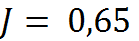 J = 0,65